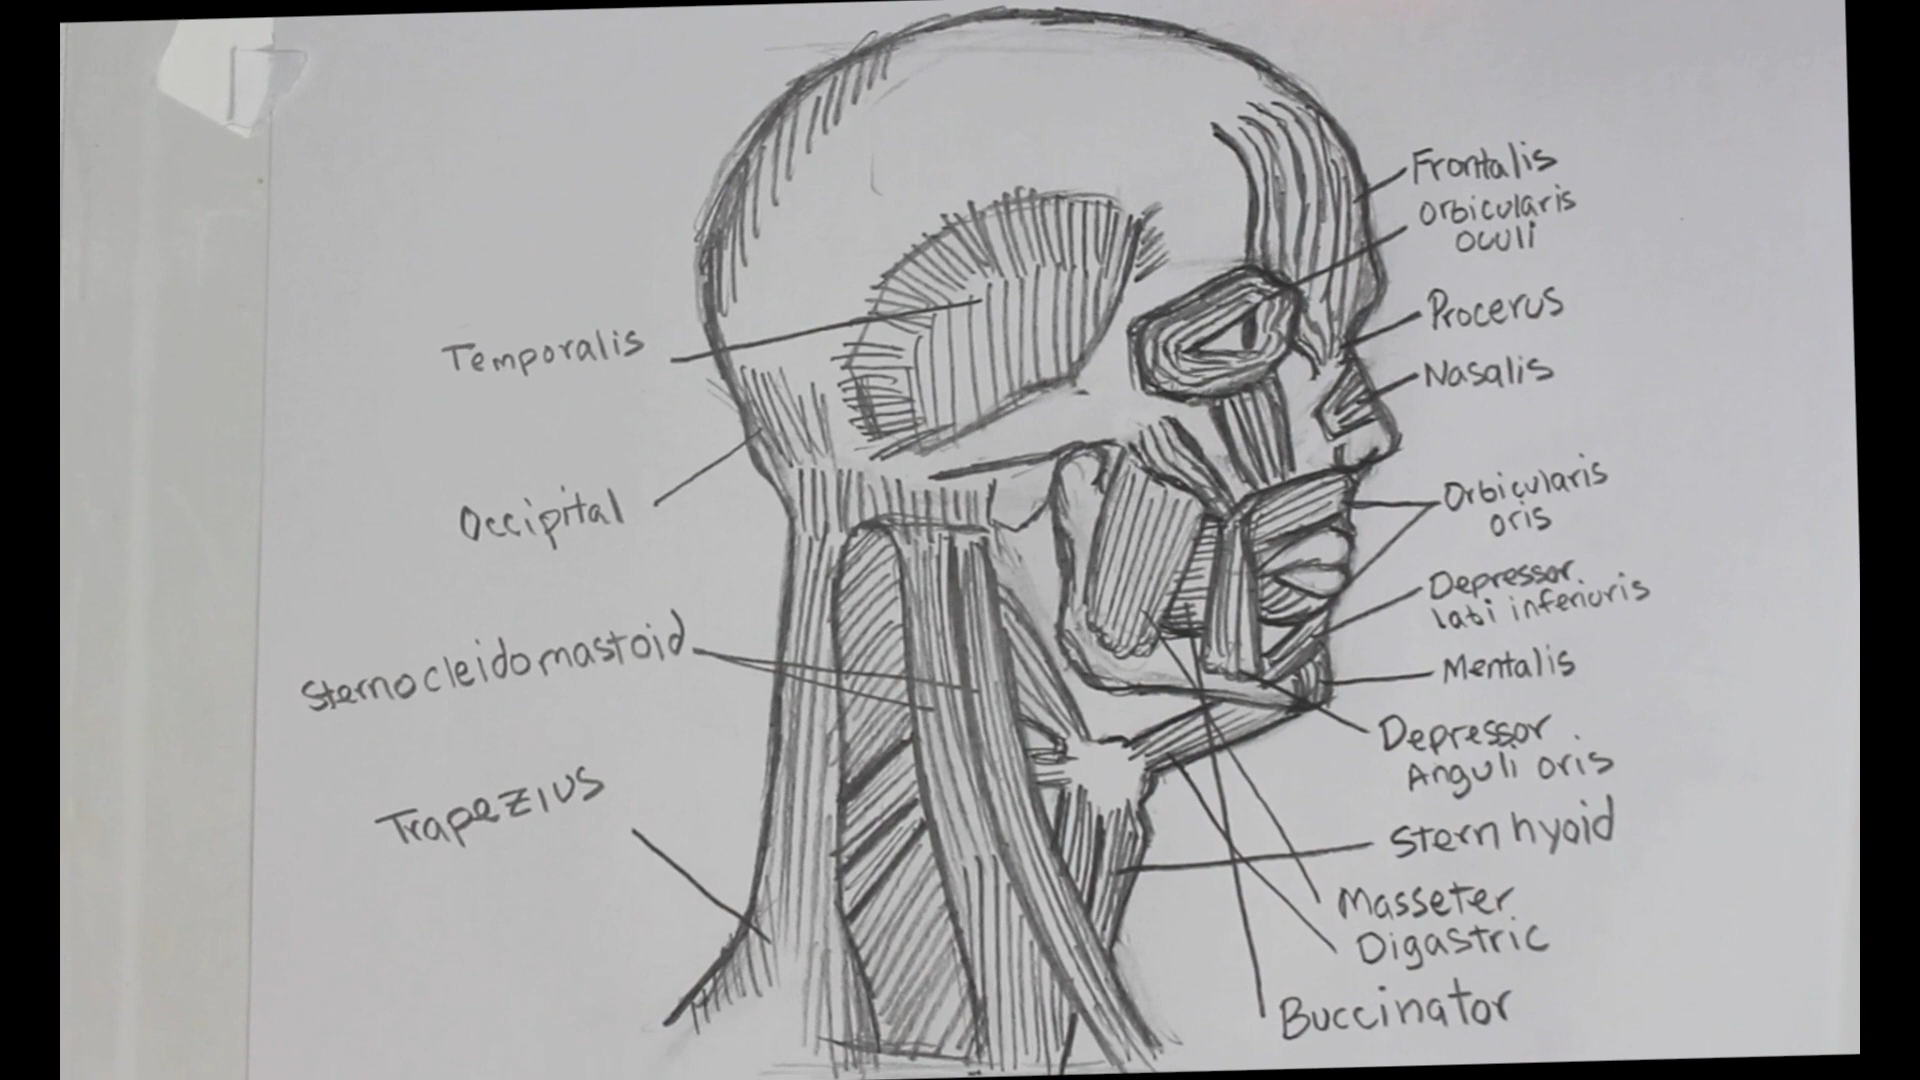 Temporalis
Occipital
Sternocleidomastoid
Trapezius
Frontalis
Orbicularis
oculi
Procerus
Nasalis
Orbicularis
oris
Depressor
labi inferioris
Mentalis
Depressor
Anguli oris
Stern hyoid
Masseter
Digastric
Buccinator